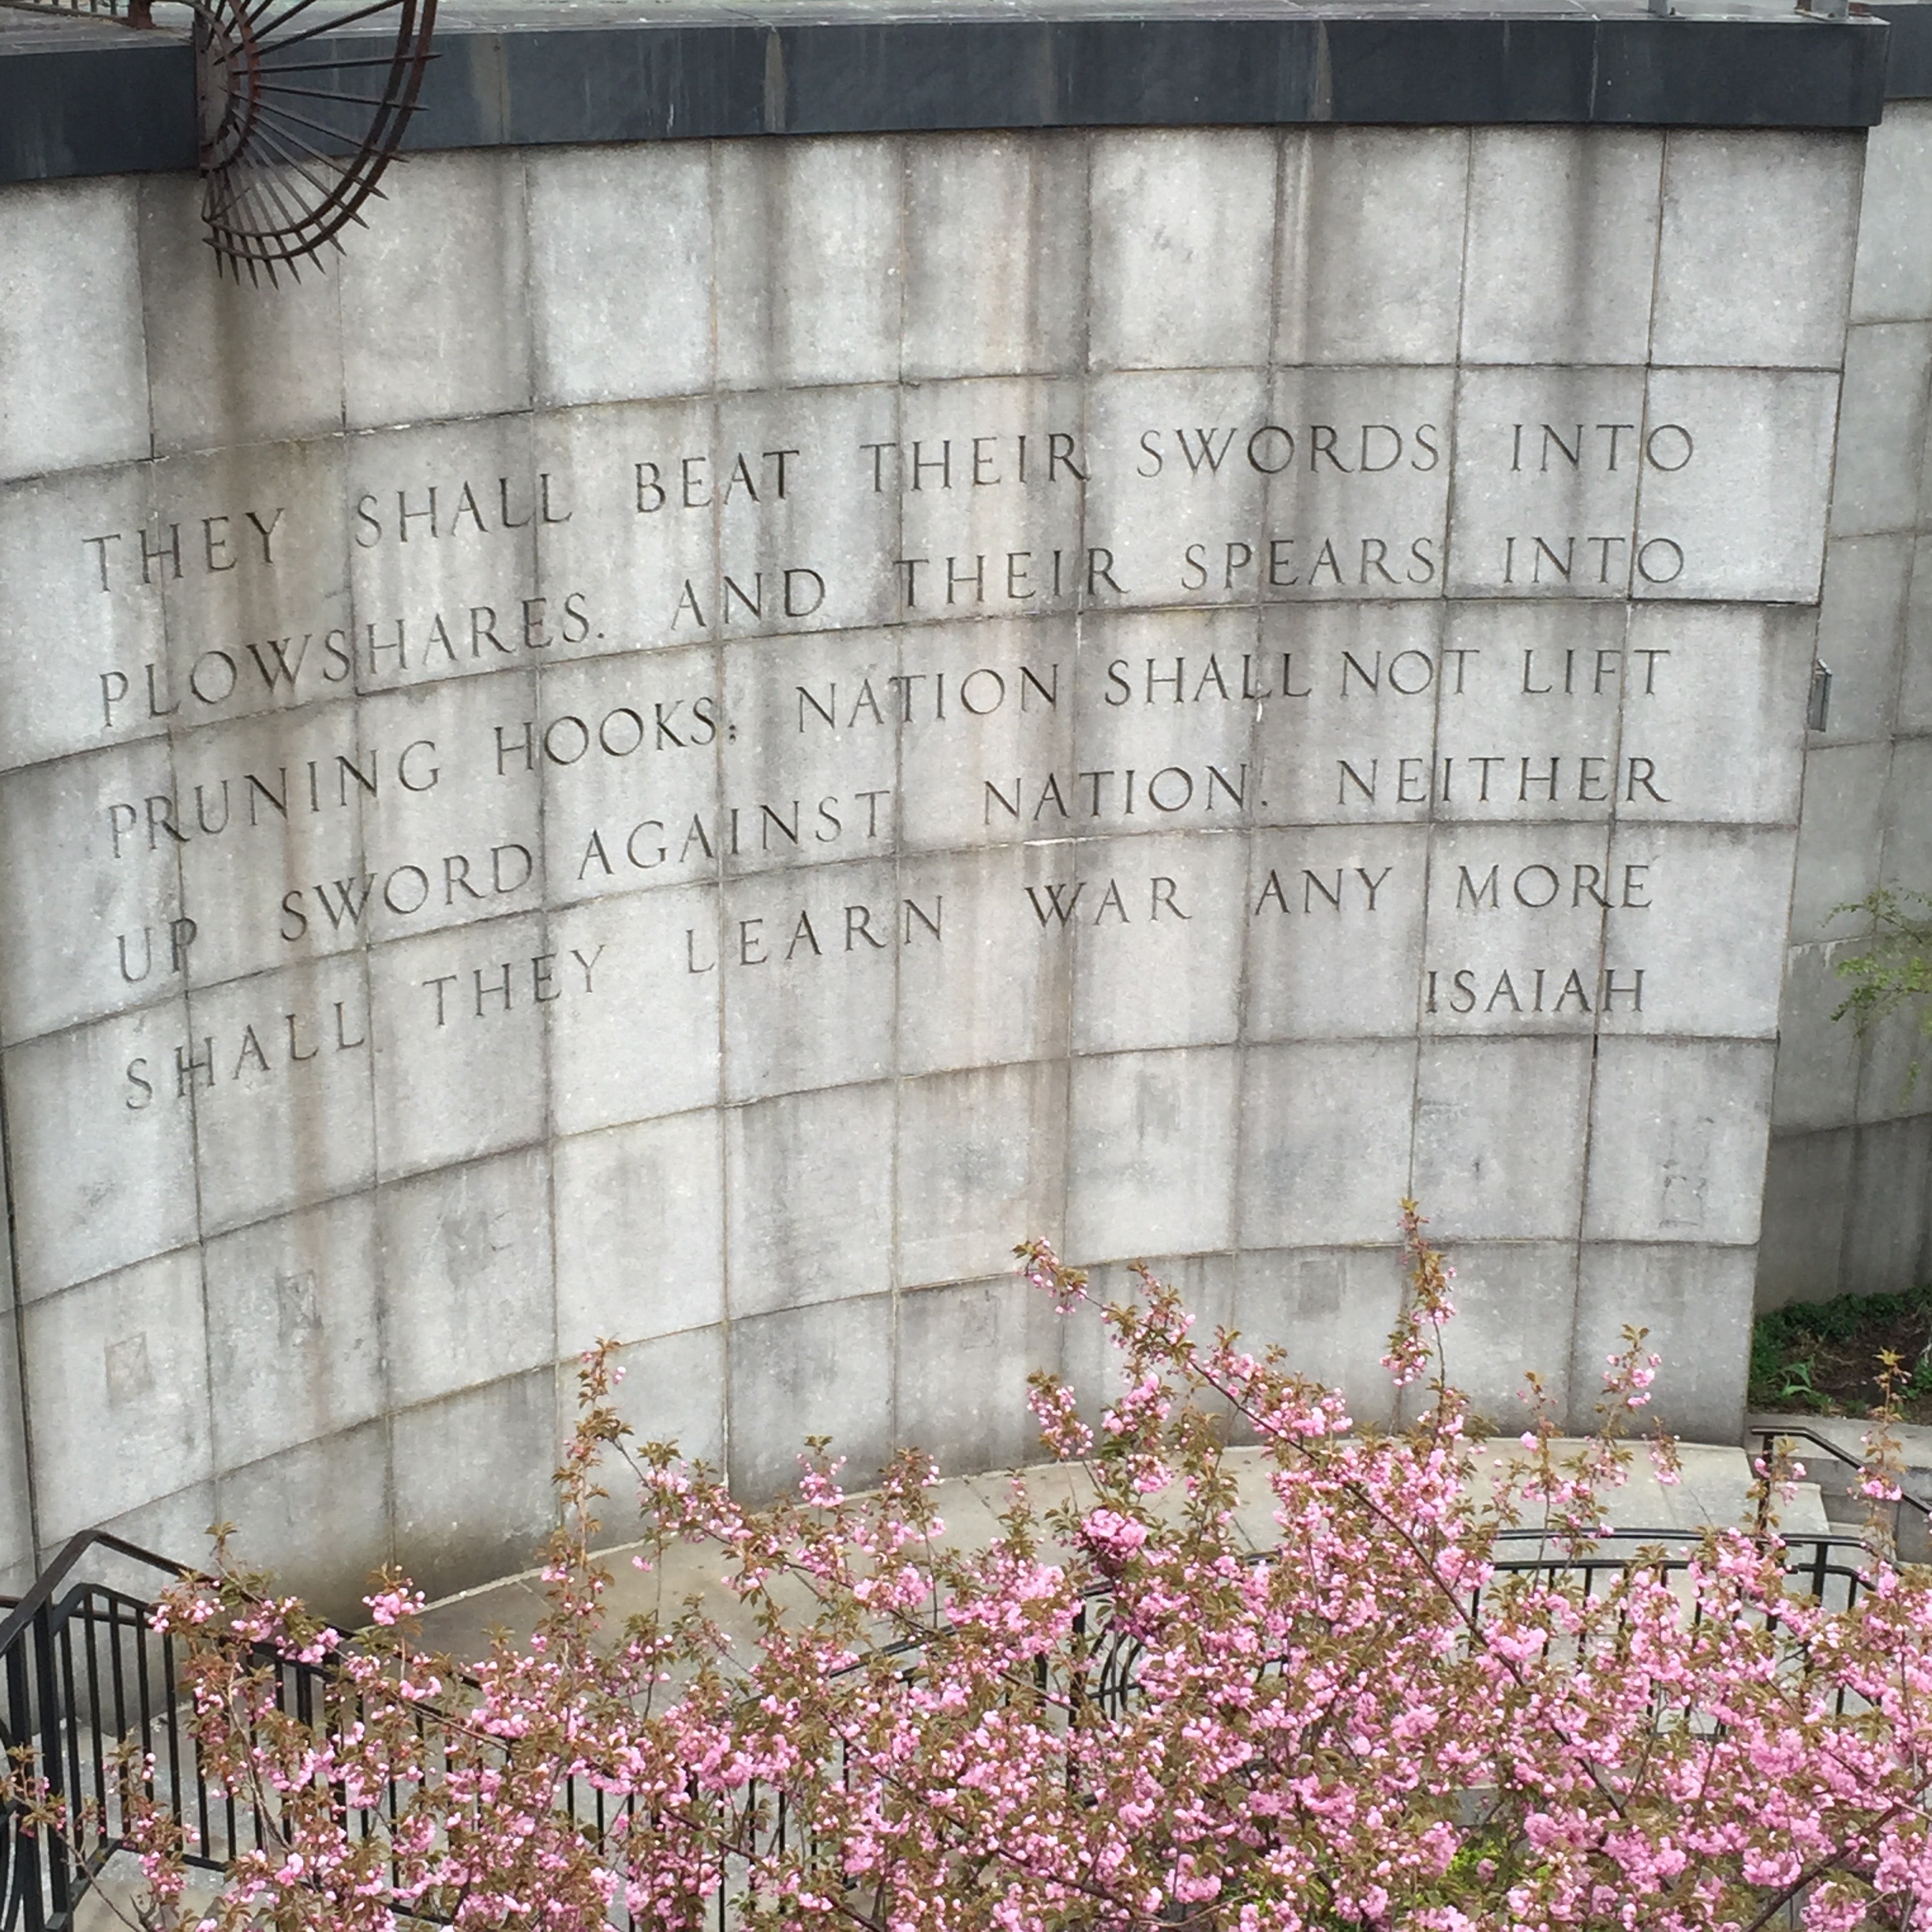 THEY SHALL BEAT THEIR SWORDS INTO
PLOWSHARES. AND THEIR SPEARS INTO
PRUNING HOOKS; NATION SHALL NOT LIFT
UP SWORD AGAINST NATION. NEITHER
SHALL THEY LEARN WAR ANY MORE
ISAIAH